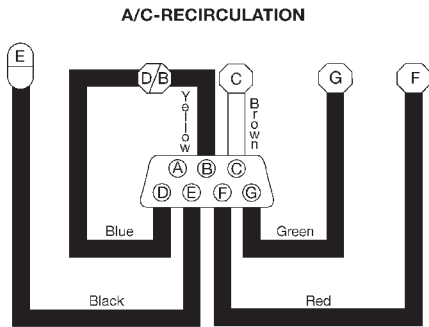 A/C-RECIRCULATION
E
D/B
C
G
F
Yellow
Brown
A B C
D E F G
Blue
Green
Black
Red